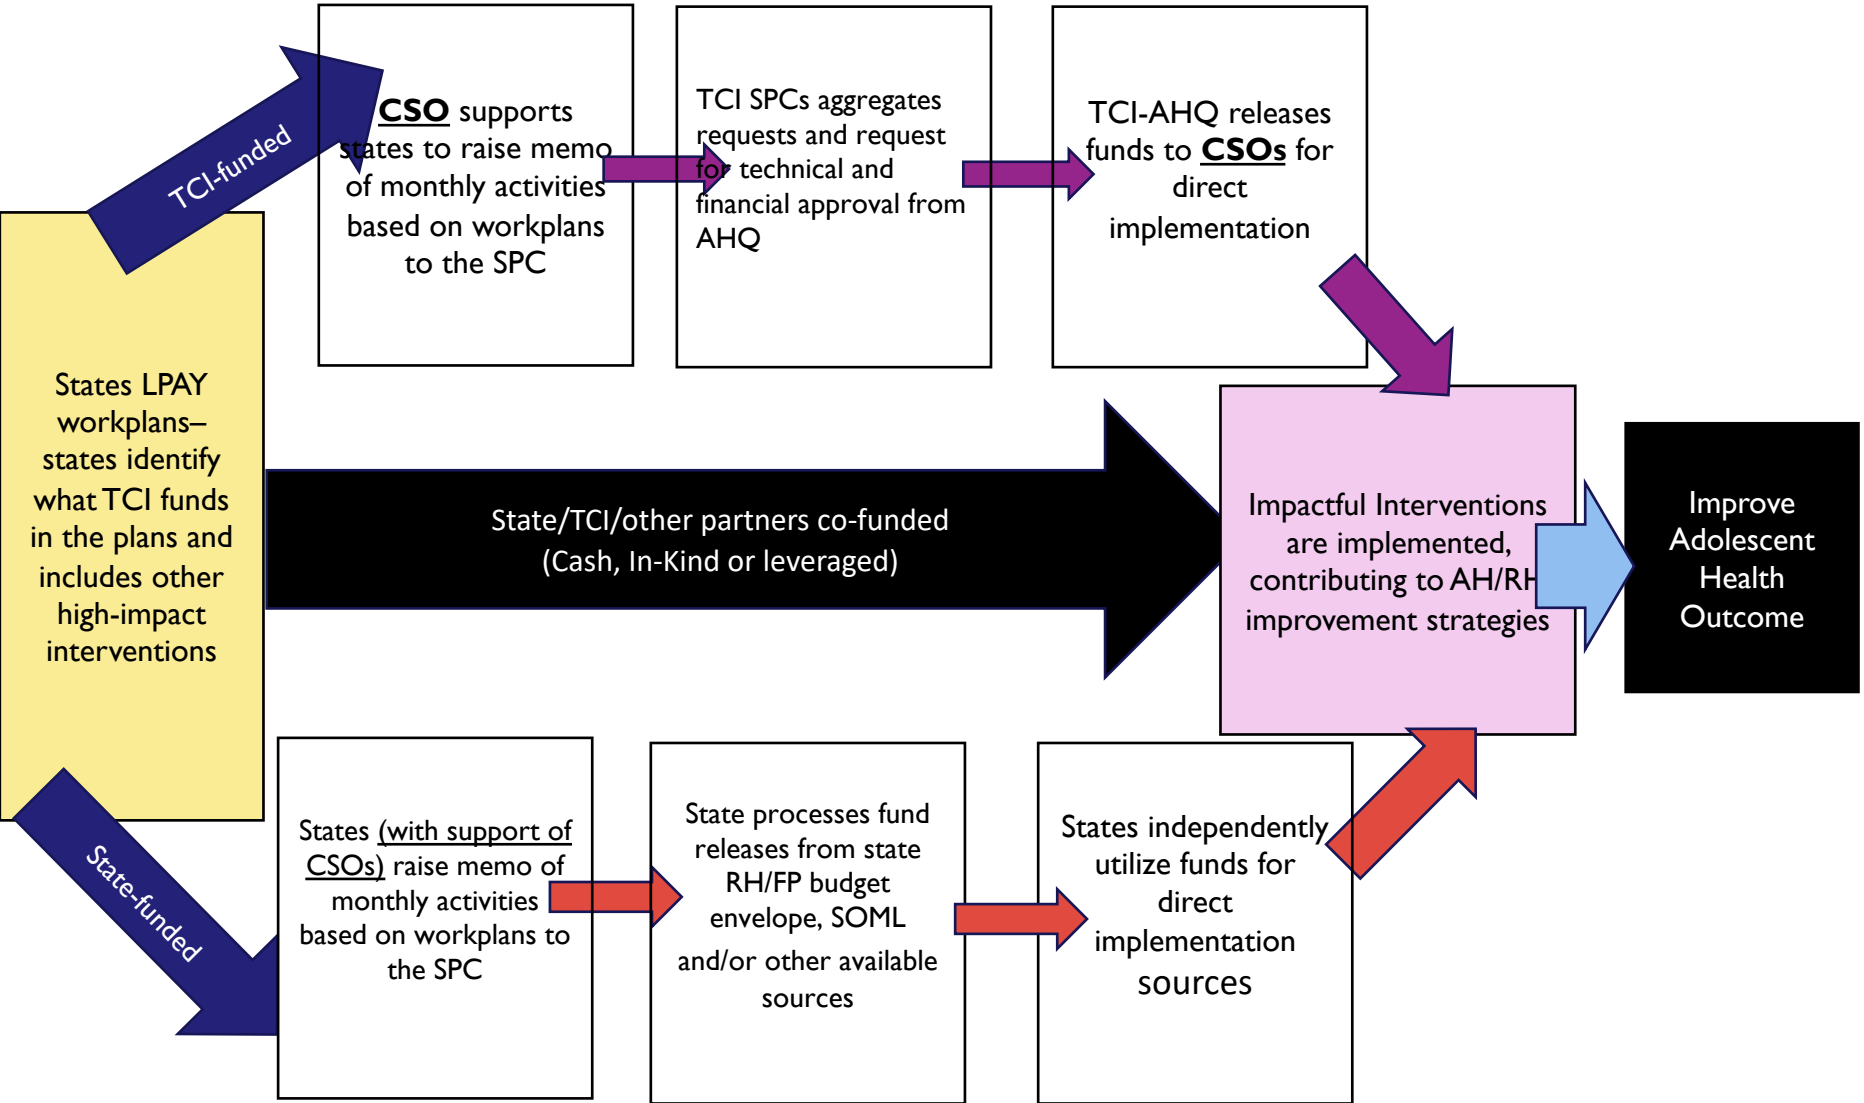 TCI-funded
CSO supports
states to raise memo
of monthly activities
based on workplans
to the SPC
TCI SPCs aggregates
requests and request
for technical and
financial approval from
AHQ
TCI-AHQ releases
funds to CSOs for
direct
implementation
States LPAY
workplans–
states identify
what TCI funds
in the plans and
includes other
high-impact
interventions
State/TCI/other partners co-funded
(Cash, In-Kind or leveraged)
Impactful Interventions
are implemented,
contributing to AH/RH
improvement strategies
Improve
Adolescent
Health
Outcome
State-funded
States (with support of
CSOs) raise memo of
monthly activities
based on workplans to
the SPC
State processes fund
releases from state
RH/FP budget
envelope, SOML
and/or other available
sources
States independently
utilize funds for
direct
implementation
sources